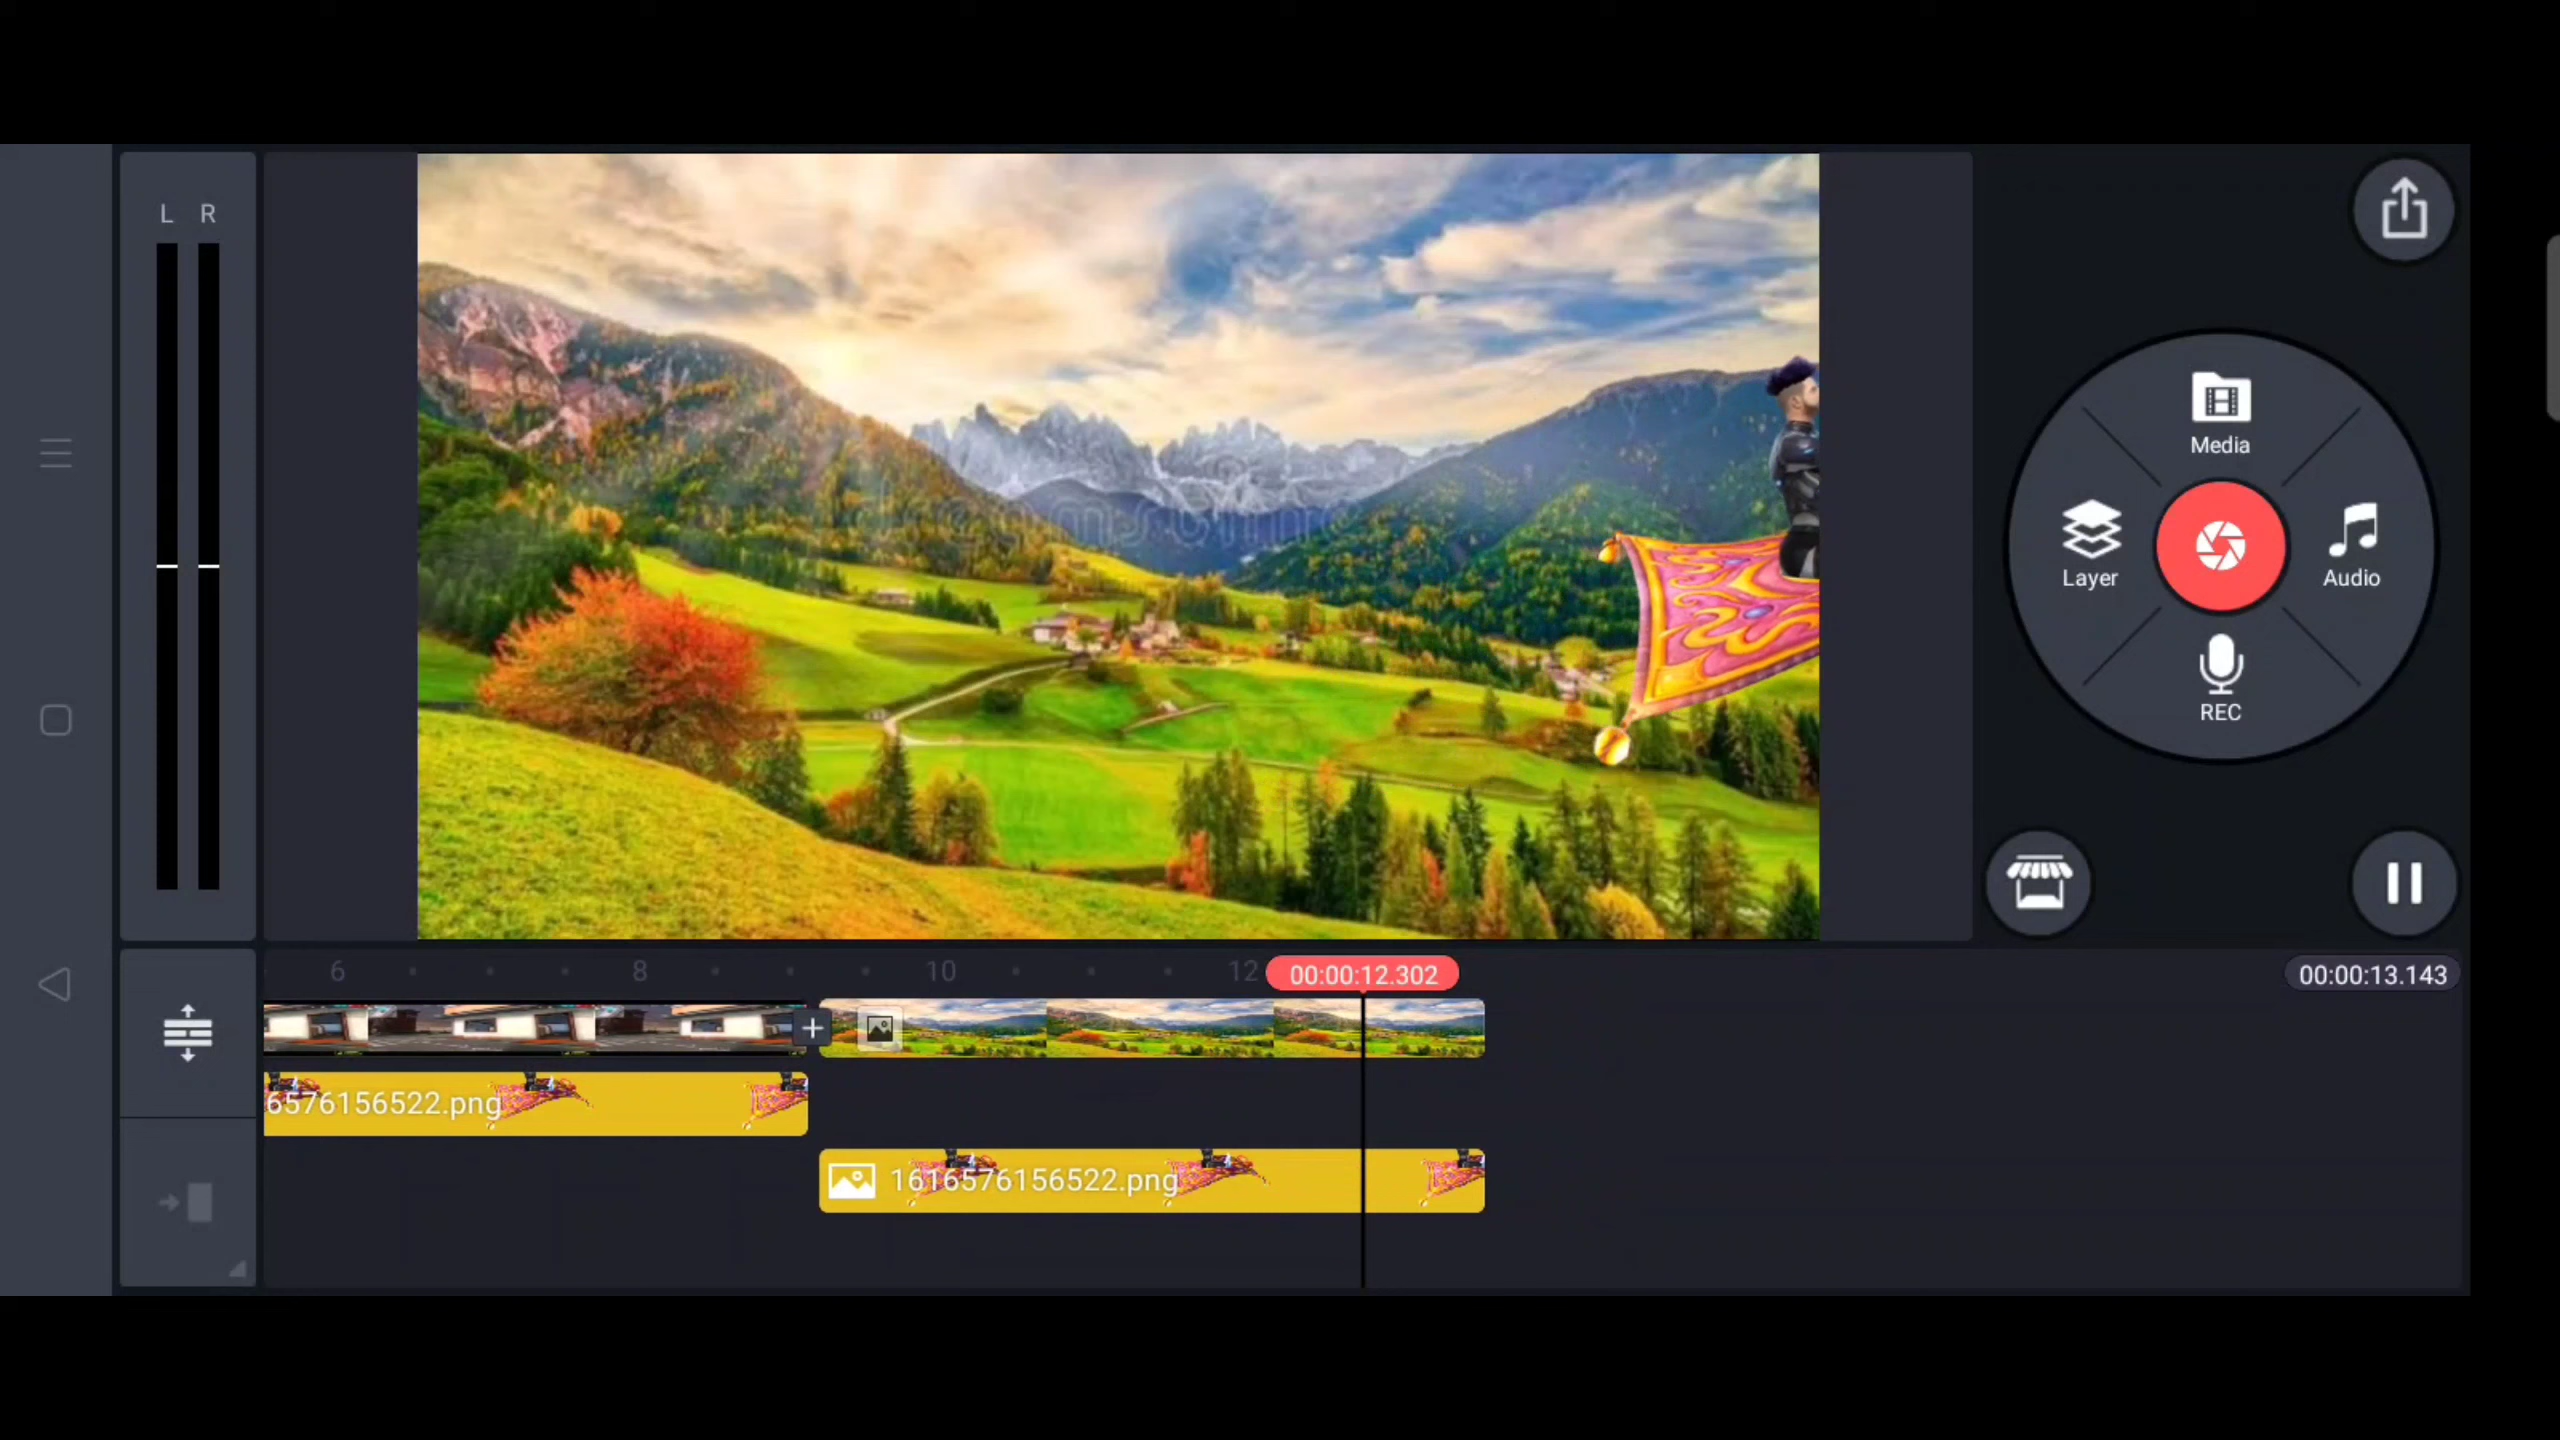 L R
Media
Layer
Audio
REC
dreamstime
6 8 10 12 00:00:12.302 00:00:13.143
6576156522.png
1616576156522.png